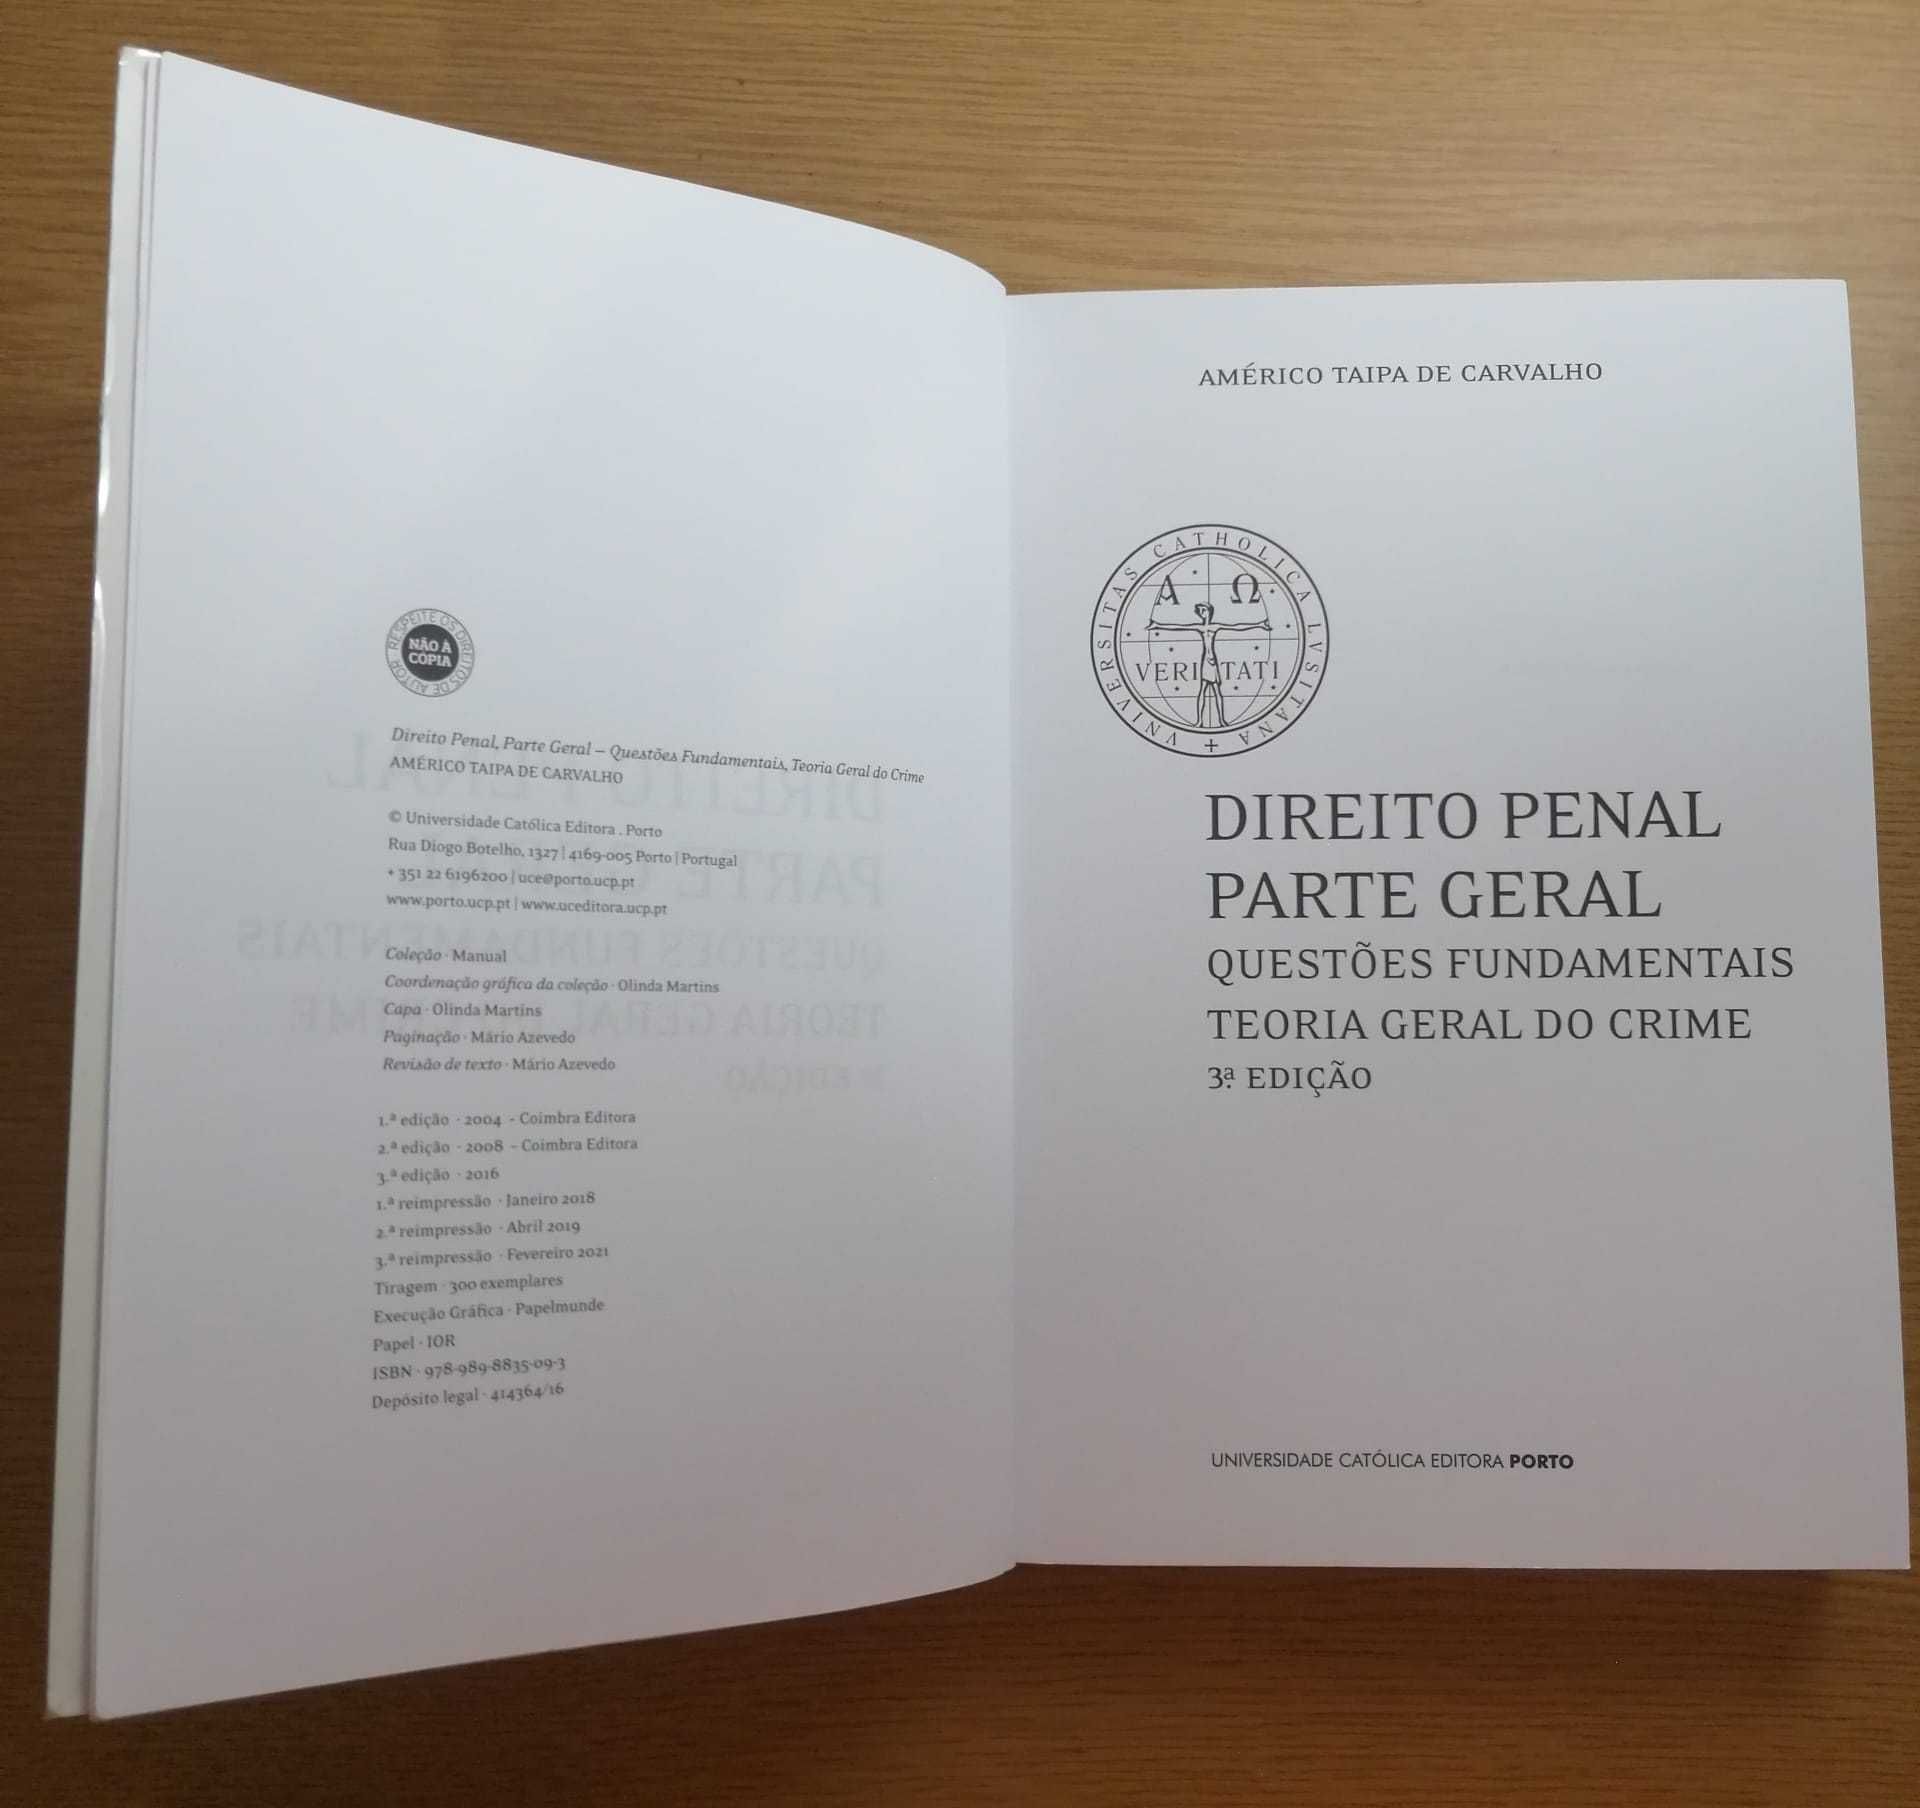 RESPEITE OS DIREITOS DE AUTOR
NÃO À
CÓPIA
Direito Penal, Parte Geral – Questões Fundamentais, Teoria Geral do Crime
AMÉRICO TAIPA DE CARVALHO
© Universidade Católica Editora . Porto
Rua Diogo Botelho, 1327 | 4169-005 Porto | Portugal
+ 351 22 6196200 | uce@porto.ucp.pt
www.porto.ucp.pt | www.uceditora.ucp.pt
Coleção · Manual
Coordenação gráfica da coleção · Olinda Martins
Capa · Olinda Martins
Paginação · Mário Azevedo
Revisão de texto · Mário Azevedo
1.ª edição · 2004 - Coimbra Editora
2.ª edição · 2008 - Coimbra Editora
3.ª edição · 2016
1.ª reimpressão · Janeiro 2018
2.ª reimpressão · Abril 2019
3.ª reimpressão · Fevereiro 2021
Tiragem · 300 exemplares
Execução Gráfica · Papelmunde
Papel · IOR
ISBN · 978-989-8835-09-3
Depósito legal · 414364/16
AMÉRICO TAIPA DE CARVALHO
VNIVERSITAS CATHOLICA LVSITANA
Α Ω
VERITATI
DIREITO PENAL
PARTE GERAL
QUESTÕES FUNDAMENTAIS
TEORIA GERAL DO CRIME
3ª EDIÇÃO
UNIVERSIDADE CATÓLICA EDITORA PORTO